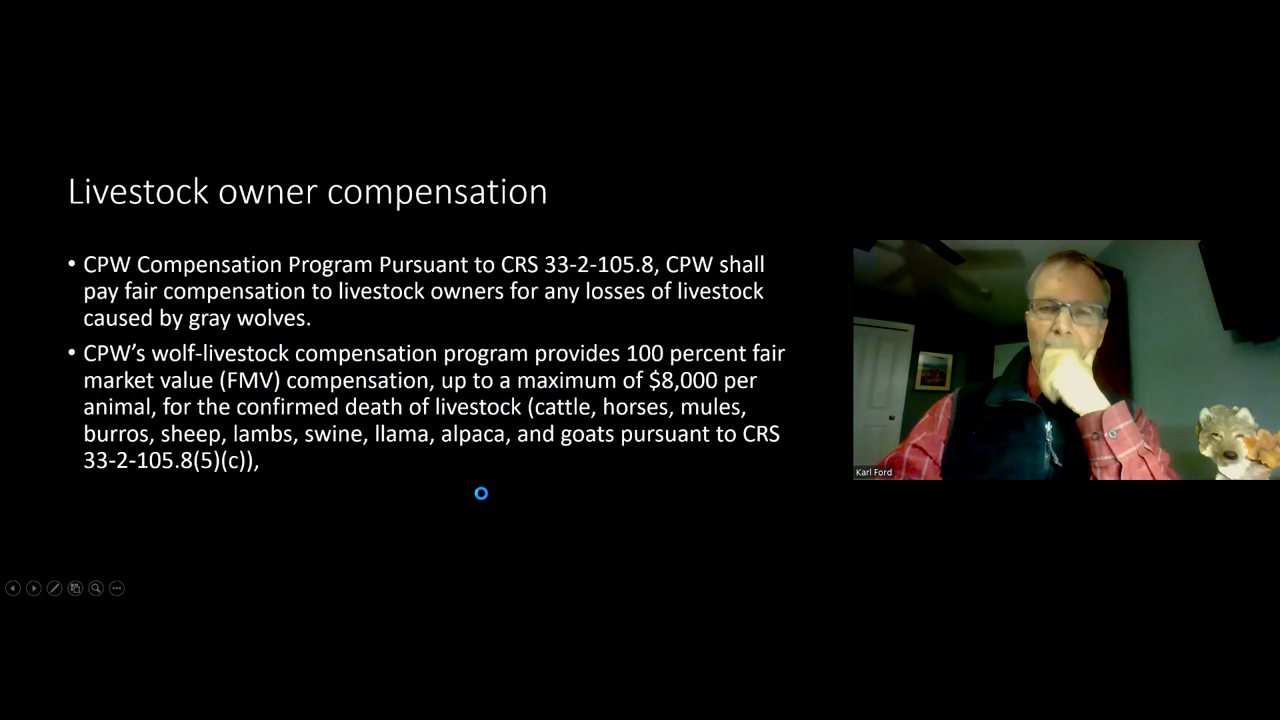 Livestock owner compensation
• CPW Compensation Program Pursuant to CRS 33-2-105.8, CPW shall
pay fair compensation to livestock owners for any losses of livestock
caused by gray wolves.
• CPW’s wolf-livestock compensation program provides 100 percent fair
market value (FMV) compensation, up to a maximum of $8,000 per
animal, for the confirmed death of livestock (cattle, horses, mules,
burros, sheep, lambs, swine, llama, alpaca, and goats pursuant to CRS
33-2-105.8(5)(c)),
Karl Ford